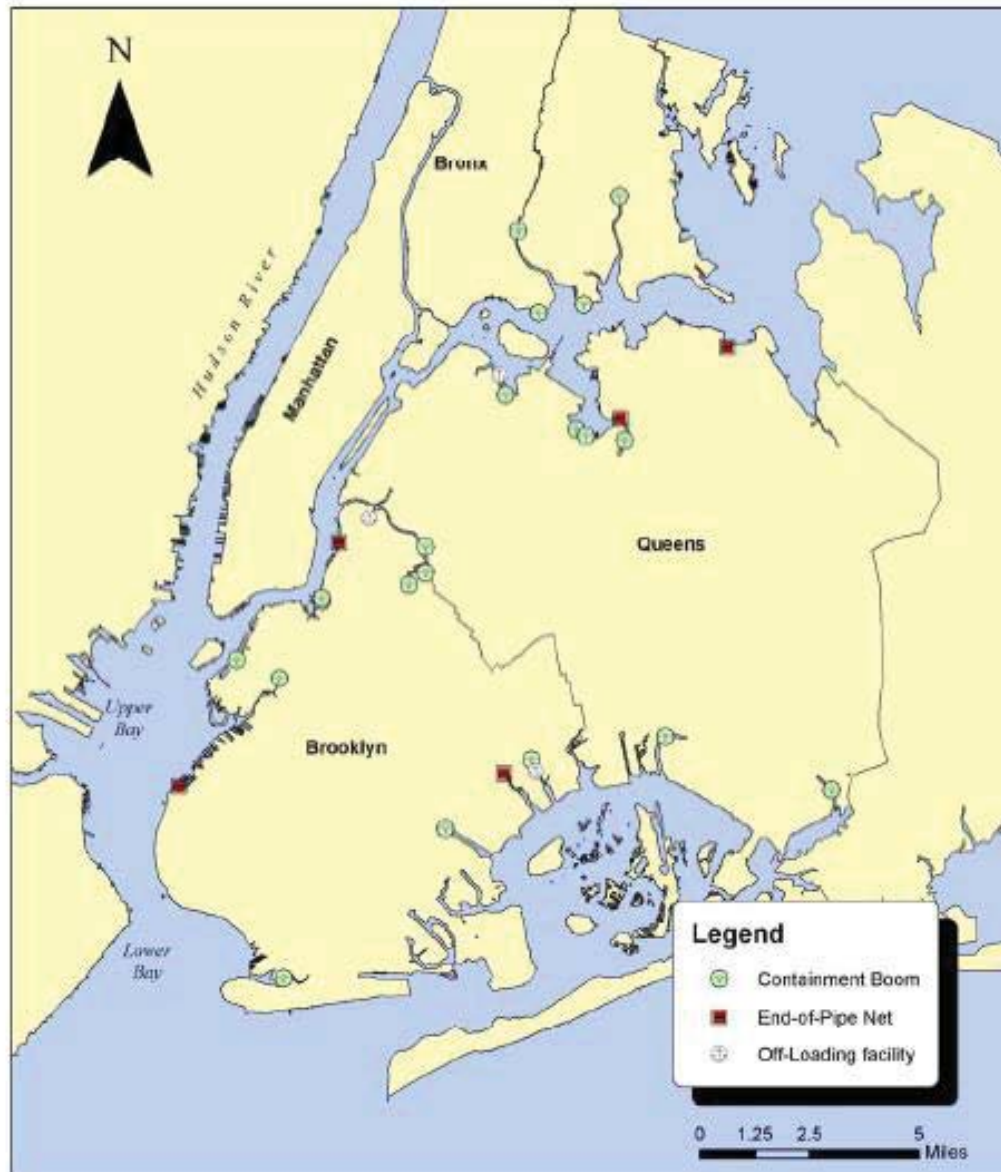 N
Bronx
Hudson River
Manhattan
Queens
Upper
Bay
Brooklyn
Lower
Bay
Legend
Containment Boom
End-of-Pipe Net
Off-Loading facility
0 1.25 2.5 5
Miles